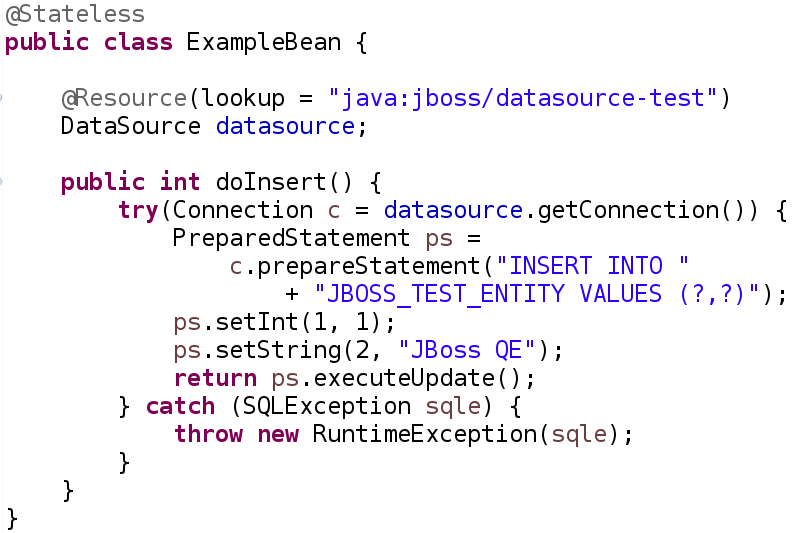 @Stateless
public class ExampleBean {
@Resource(lookup = "java:jboss/datasource-test")
DataSource datasource;
public int doInsert() {
try(Connection c = datasource.getConnection()) {
PreparedStatement ps =
c.prepareStatement("INSERT INTO "
+ "JBOSS_TEST_ENTITY VALUES (?,?)");
ps.setInt(1, 1);
ps.setString(2, "JBoss QE");
return ps.executeUpdate();
} catch (SQLException sqle) {
throw new RuntimeException(sqle);
}
}
}